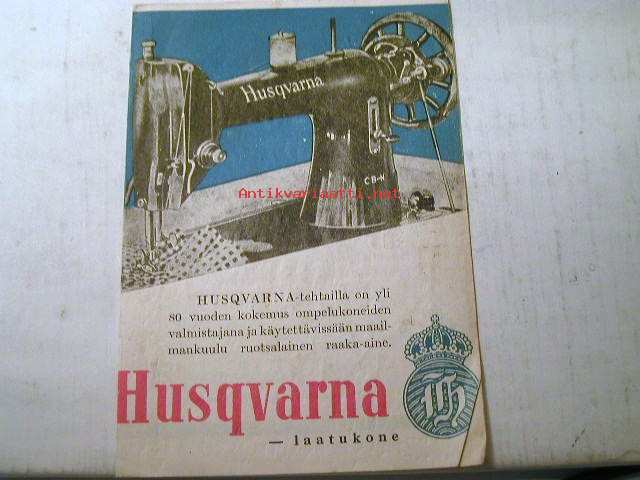 Husqvarna
CB-N
Antikvariaatti.net
HUSQVARNA-tehtailla on yli
80 vuoden kokemus ompelukoneiden
valmistajana ja käytettävissään maail-
mankuulu ruotsalainen raaka-aine.
Husqvarna
— laatukone